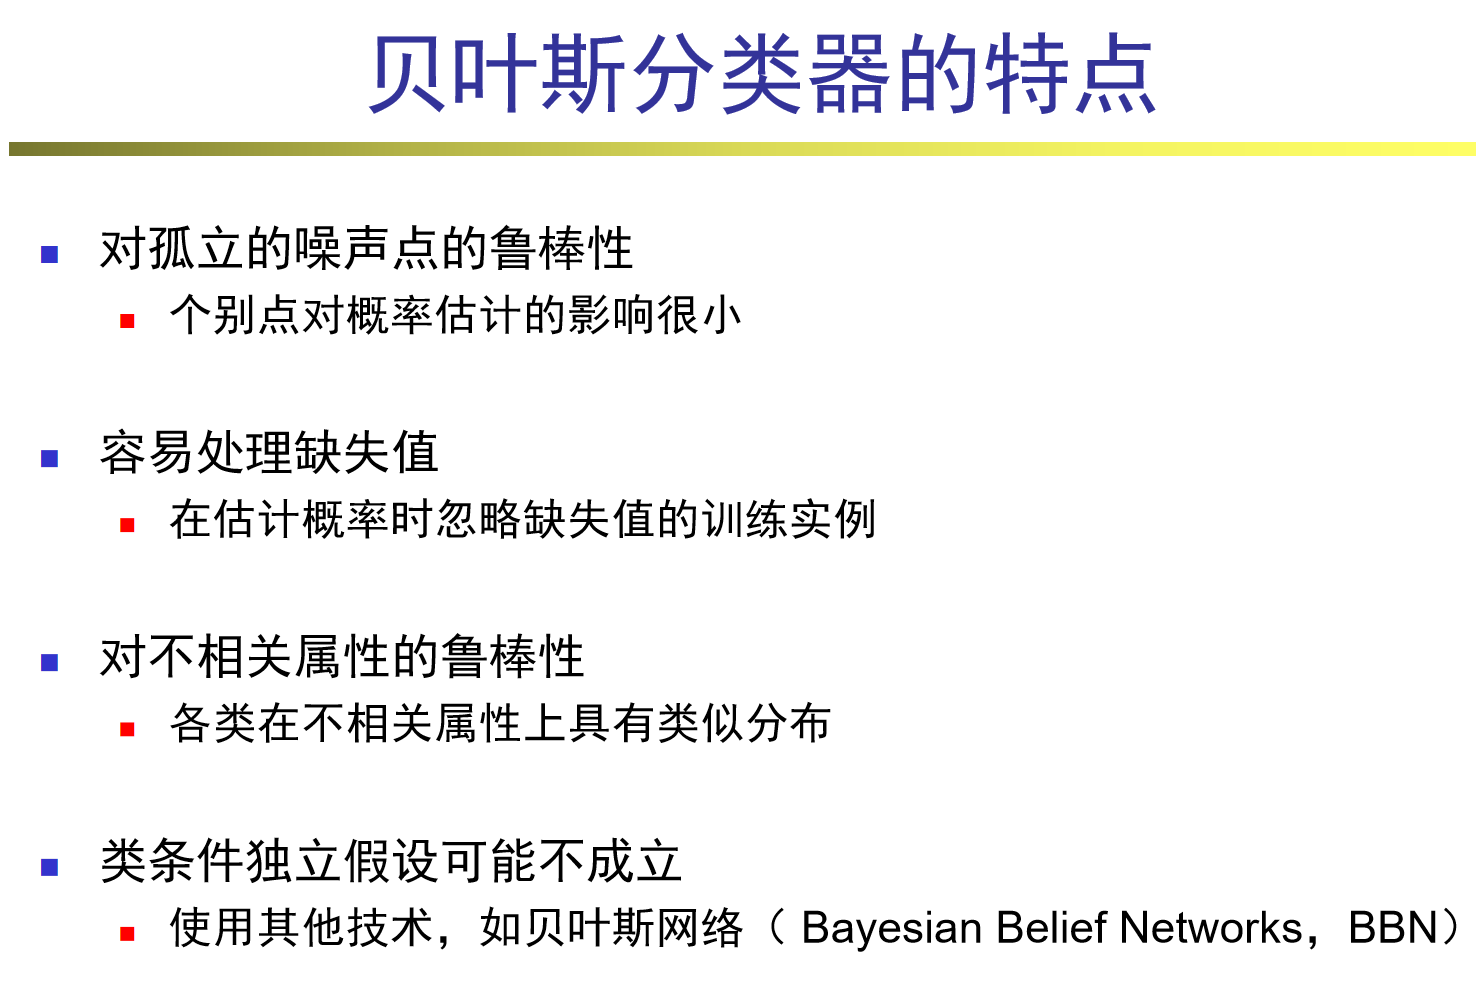 贝叶斯分类器的特点
对孤立的噪声点的鲁棒性
个别点对概率估计的影响很小
容易处理缺失值
在估计概率时忽略缺失值的训练实例
对不相关属性的鲁棒性
各类在不相关属性上具有类似分布
类条件独立假设可能不成立
使用其他技术，如贝叶斯网络（ Bayesian Belief Networks，BBN）